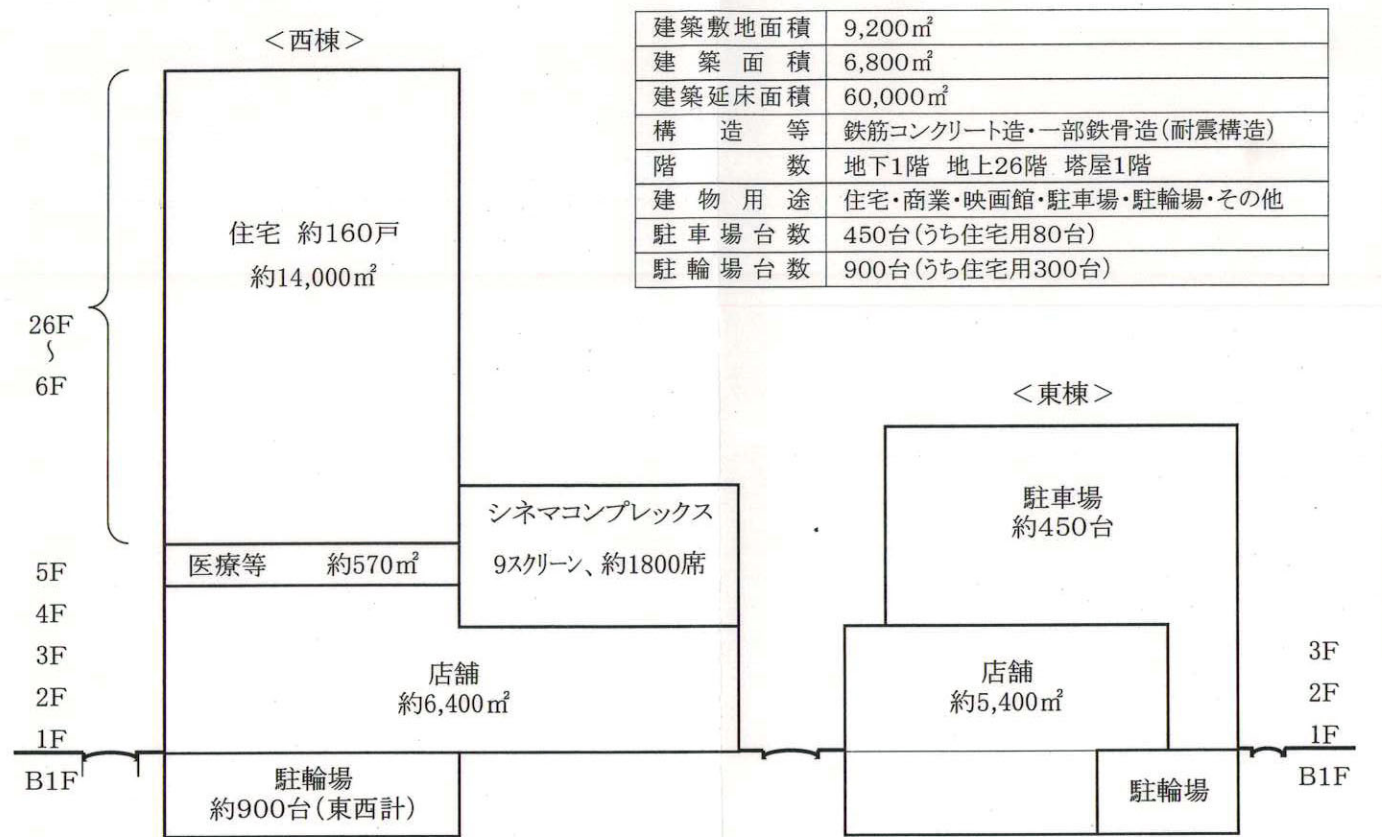 <西棟>
建築敷地面積 9,200㎡
建築面積 6,800㎡
建築延床面積 60,000㎡
構造等 鉄筋コンクリート造・一部鉄骨造(耐震構造)
階数 地下1階 地上26階 塔屋1階
建物用途 住宅・商業・映画館・駐車場・駐輪場・その他
駐車場台数 450台(うち住宅用80台)
駐輪場台数 900台(うち住宅用300台)
住宅 約160戸
約14,000㎡
26F
〜
6F
<東棟>
駐車場
約450台
シネマコンプレックス
9スクリーン、約1800席
医療等 約570㎡
5F
4F
3F
2F
1F
B1F
店舗
約6,400㎡
店舗
約5,400㎡
3F
2F
1F
B1F
駐輪場
約900台(東西計)
駐輪場